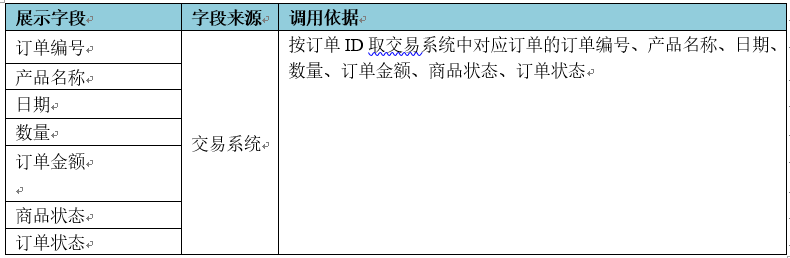 展示字段 字段来源 调用依据
订单编号
产品名称
日期
数量
订单金额
商品状态
订单状态
交易系统
按订单 ID 取交易系统中对应订单的订单编号、产品名称、日期、
数量、订单金额、商品状态、订单状态